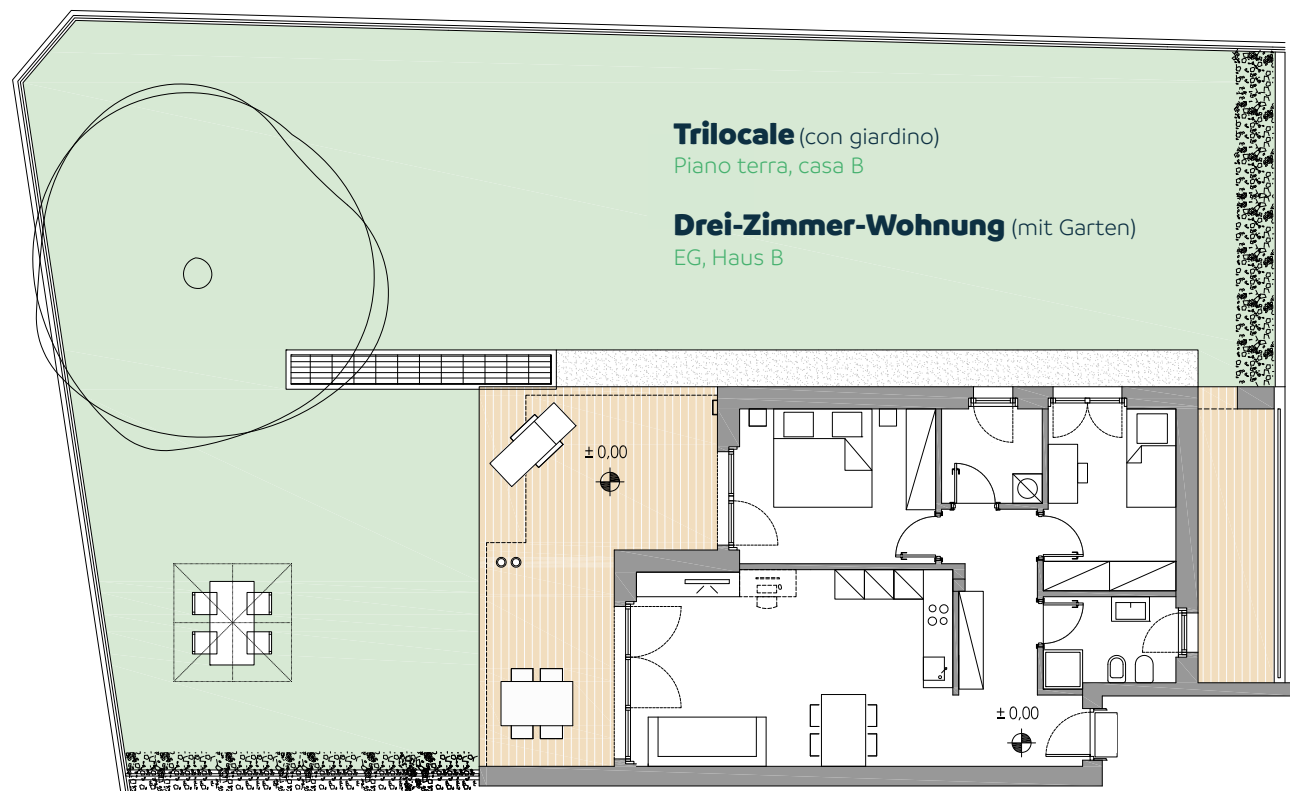 Trilocale (con giardino)
Piano terra, casa B
Drei-Zimmer-Wohnung (mit Garten)
EG, Haus B
± 0,00
± 0,00